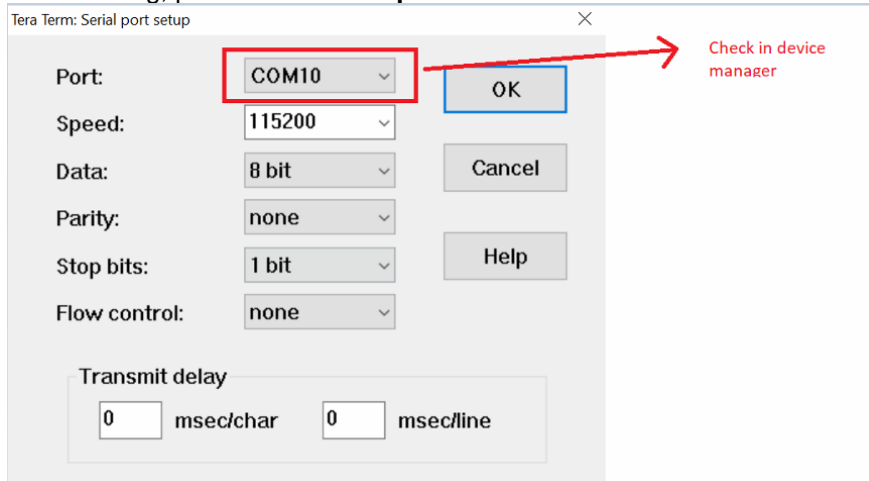 Tera Term: Serial port setup
Check in device
manager
Port: COM10 OK
Speed: 115200
Data: 8 bit Cancel
Parity: none
Stop bits: 1 bit Help
Flow control: none
Transmit delay
0 msec/char 0 msec/line